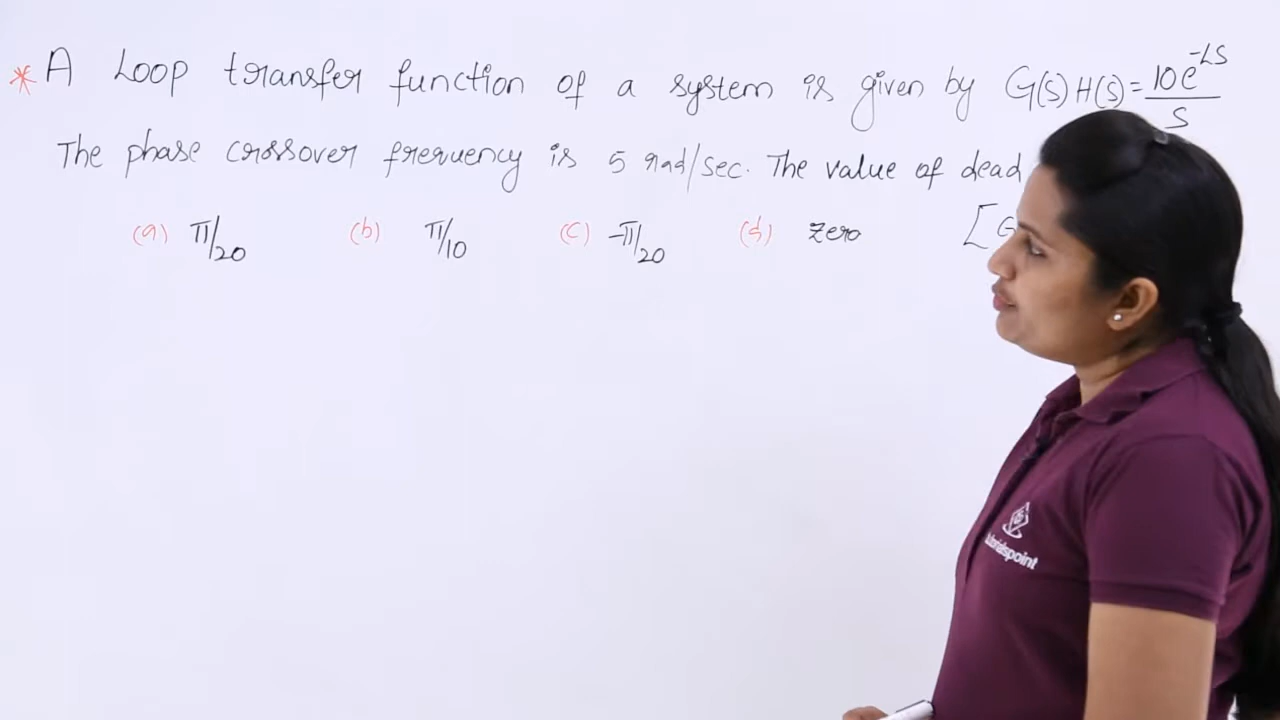 * A Loop transfer function of a system is given by G(s) H(s) = 10e^-LS / S
The phase crossover frequency is 5 rad/sec. The value of dead
(a) π/20 (b) π/10 (c) -π/20 (d) zero [G
tutorialspoint